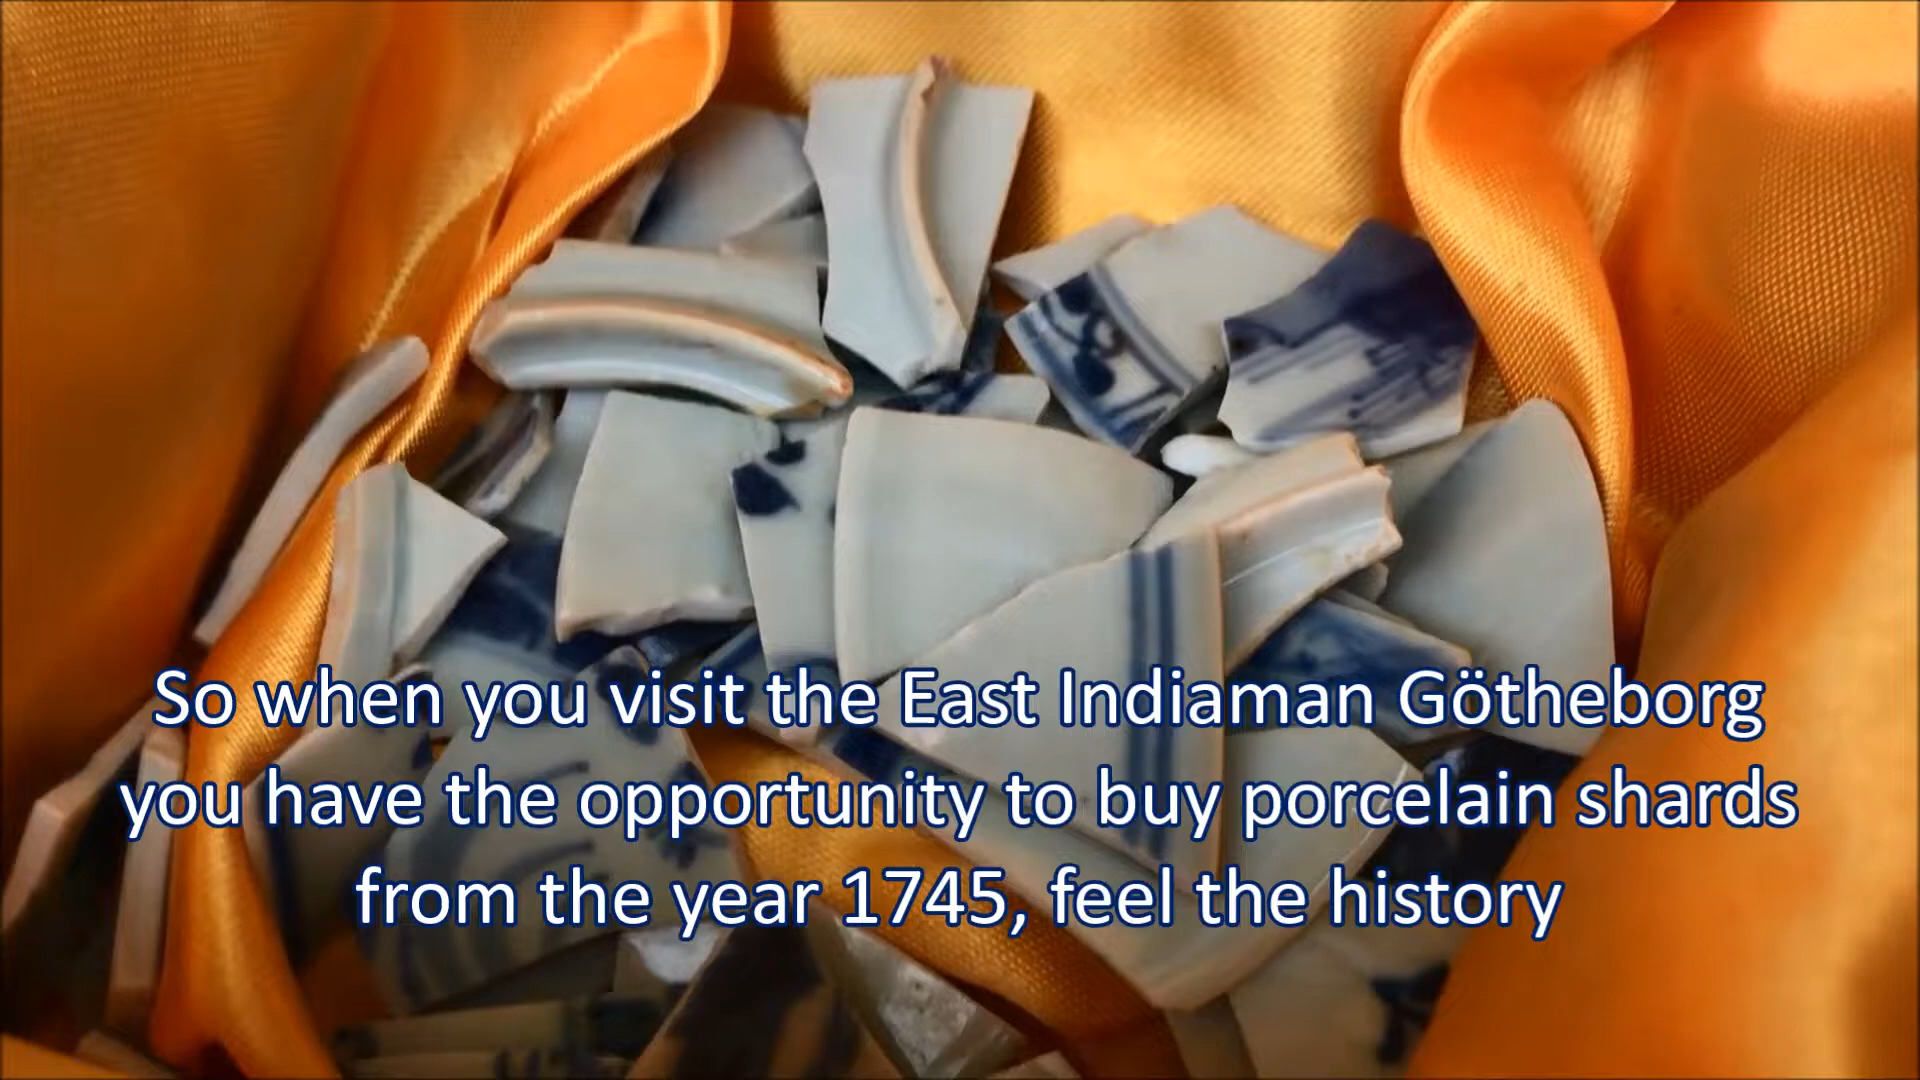 So when you visit the East Indiaman Götheborg
you have the opportunity to buy porcelain shards
from the year 1745, feel the history